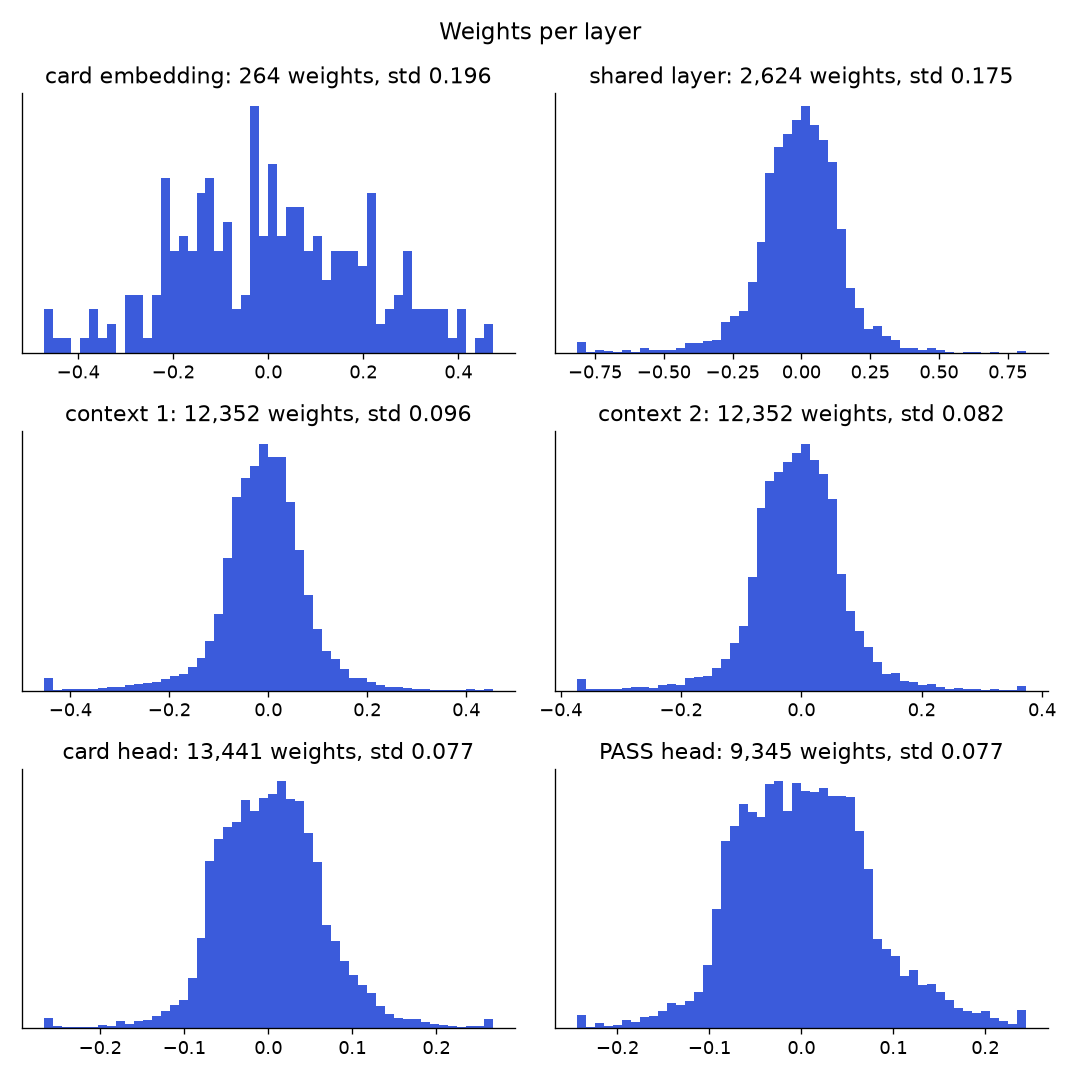 Weights per layer
card embedding: 264 weights, std 0.196
−0.4 −0.2 0.0 0.2 0.4
shared layer: 2,624 weights, std 0.175
−0.75 −0.50 −0.25 0.00 0.25 0.50 0.75
context 1: 12,352 weights, std 0.096
−0.4 −0.2 0.0 0.2 0.4
context 2: 12,352 weights, std 0.082
−0.4 −0.2 0.0 0.2 0.4
card head: 13,441 weights, std 0.077
−0.2 −0.1 0.0 0.1 0.2
PASS head: 9,345 weights, std 0.077
−0.2 −0.1 0.0 0.1 0.2